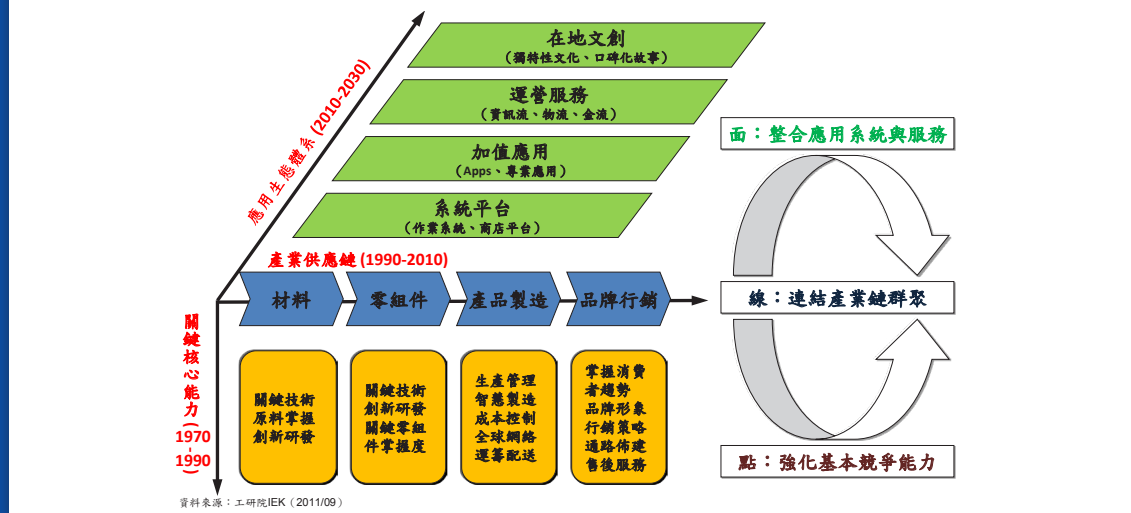 在地文創
（獨特性文化、口碑化故事）
運營服務
（資訊流、物流、金流）
加值應用
（Apps、專業應用）
系統平台
（作業系統、商店平台）
應用生態體系 (2010-2030)
產業供應鏈 (1990-2010)
材料
零組件
產品製造
品牌行銷
關鍵核心能力 (1970-1990)
關鍵技術
原料掌握
創新研發
關鍵技術
創新研發
關鍵零組
件掌握度
生產管理
智慧製造
成本控制
全球網絡
運籌配送
掌握消費
者趨勢
品牌形象
行銷策略
通路佈建
售後服務
面：整合應用系統與服務
線：連結產業鏈群聚
點：強化基本競爭能力
資料來源：工研院IEK（2011/09）